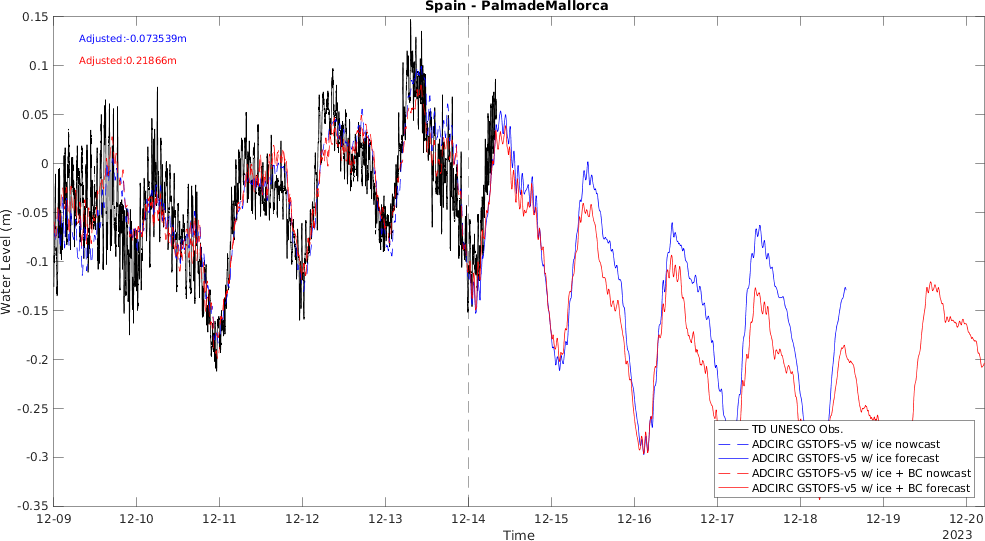 Spain - PalmadeMallorca
Adjusted:-0.073539m
Adjusted:0.21866m
Water Level (m)
0.15
0.1
0.05
0
-0.05
-0.1
-0.15
-0.2
-0.25
-0.3
-0.35
TD UNESCO Obs.
ADCIRC GSTOFS-v5 w/ ice nowcast
ADCIRC GSTOFS-v5 w/ ice forecast
ADCIRC GSTOFS-v5 w/ ice + BC nowcast
ADCIRC GSTOFS-v5 w/ ice + BC forecast
12-09 12-10 12-11 12-12 12-13 12-14 12-15 12-16 12-17 12-18 12-19 12-20
Time
2023